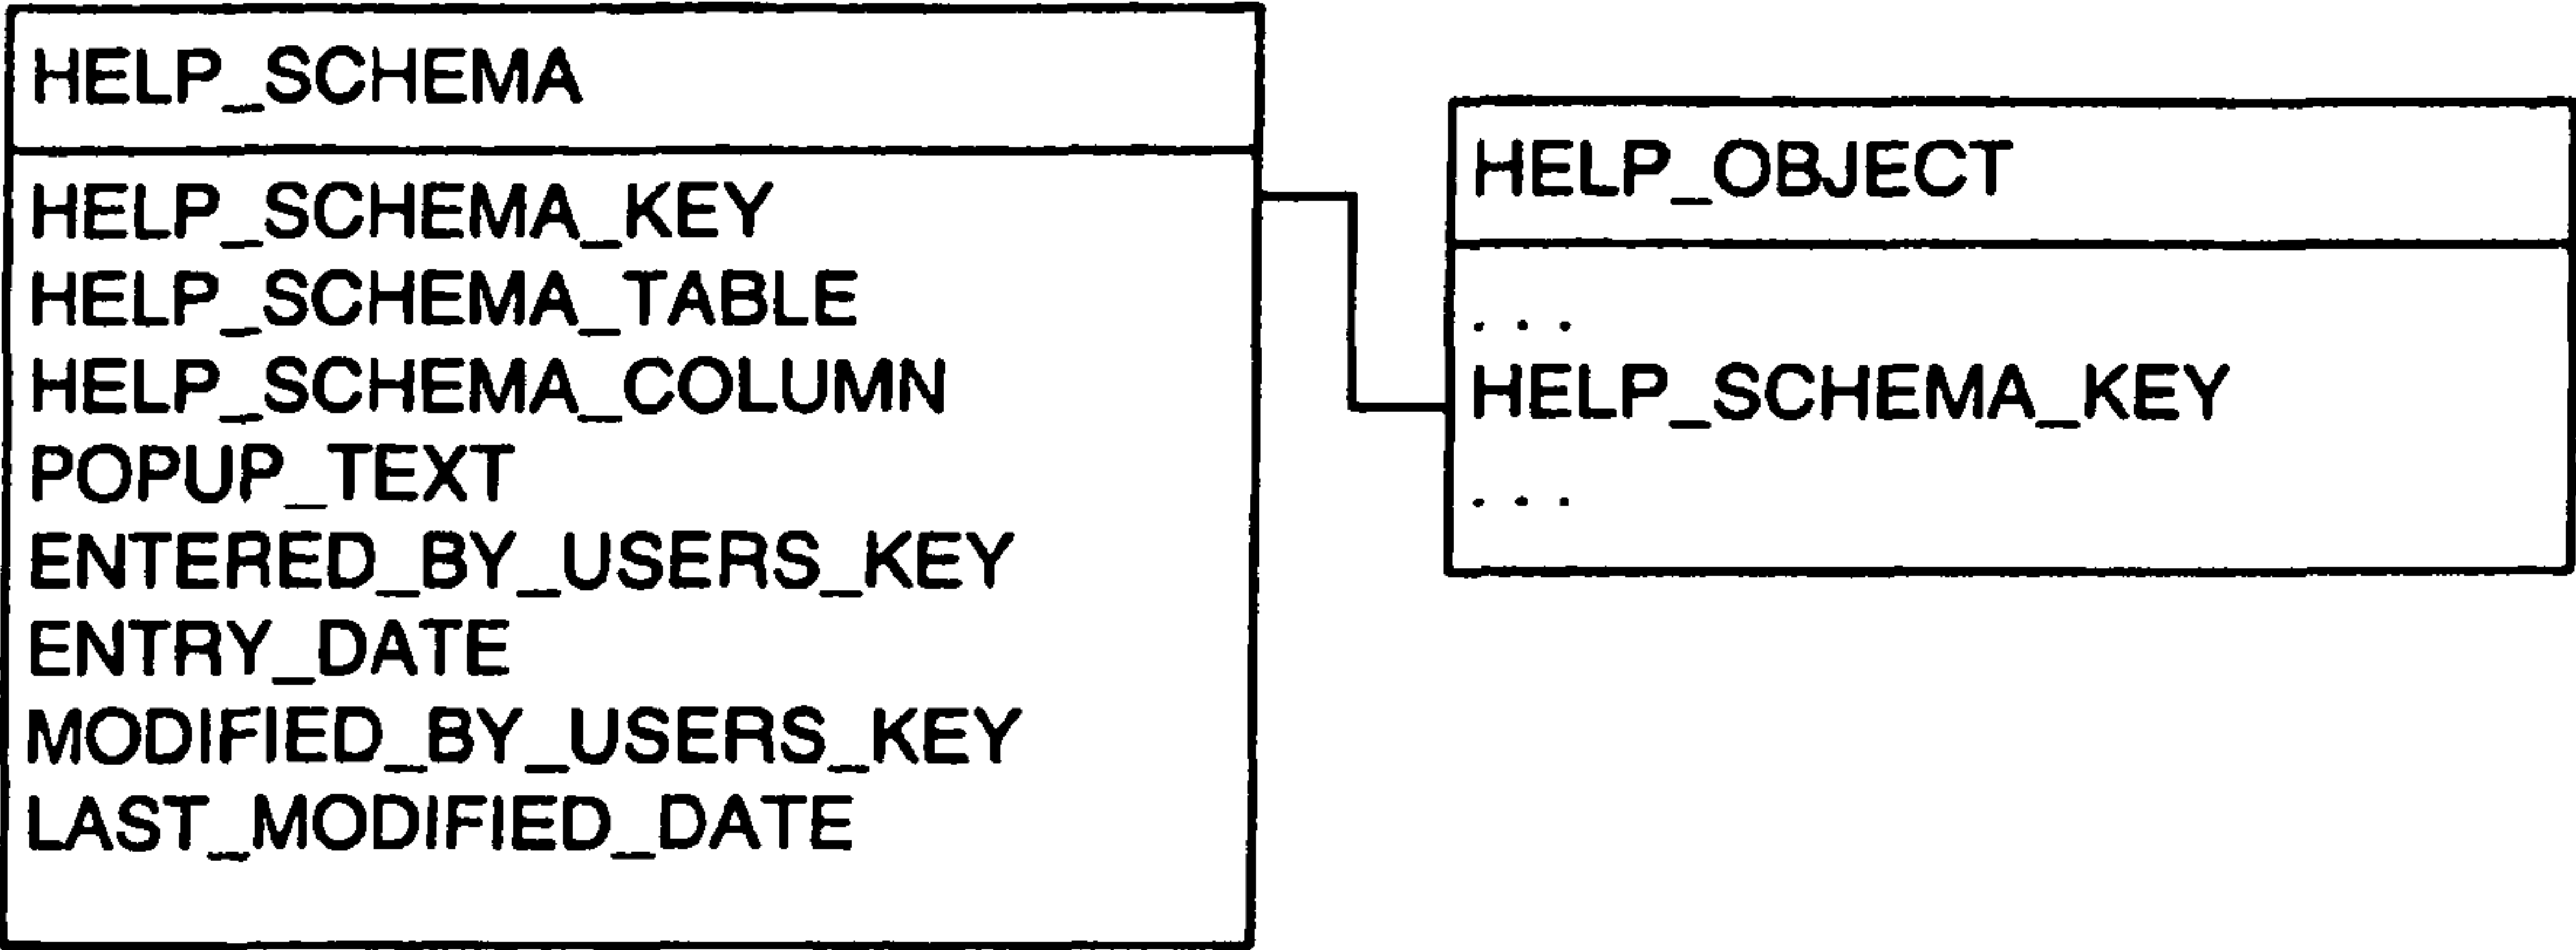 HELP_SCHEMA
HELP_SCHEMA_KEY
HELP_SCHEMA_TABLE
HELP_SCHEMA_COLUMN
POPUP_TEXT
ENTERED_BY_USERS_KEY
ENTRY_DATE
MODIFIED_BY_USERS_KEY
LAST_MODIFIED_DATE
HELP_OBJECT
. . .
HELP_SCHEMA_KEY
. . .